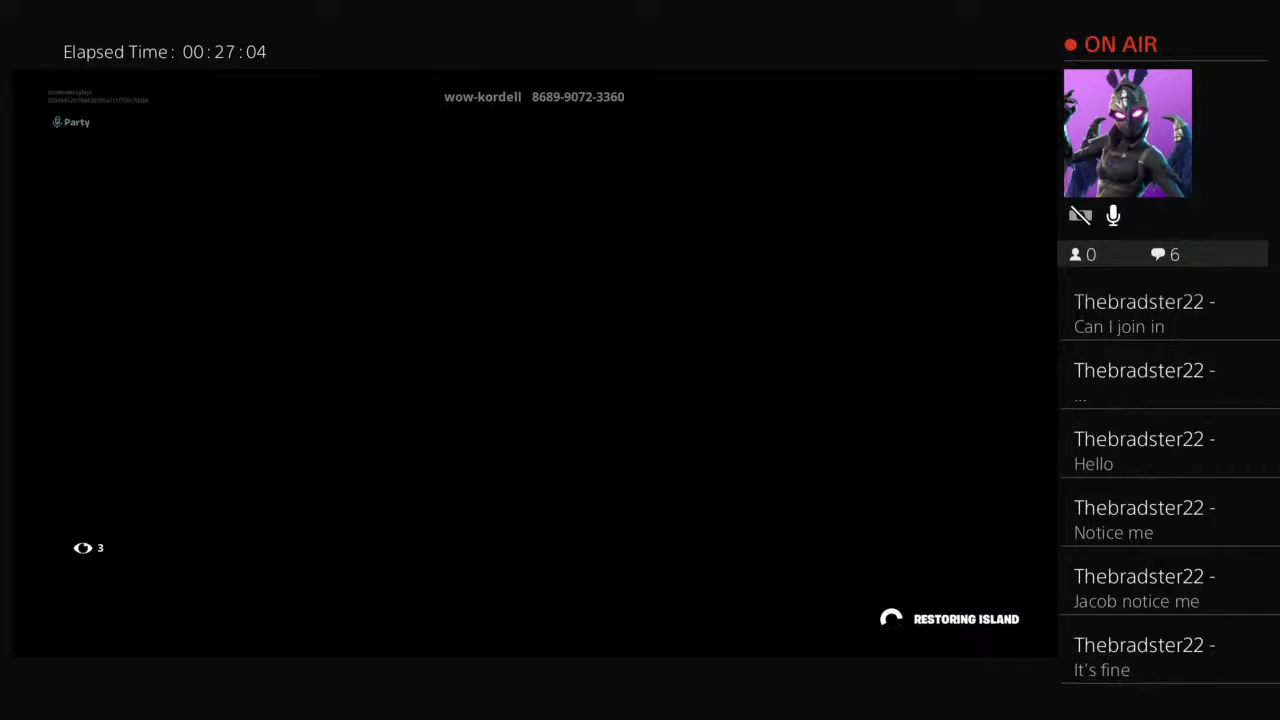 Elapsed Time: 00:27:04
ON AIR
wow-kordell 8689-9072-3360
Party
0 6
Thebradster22 -
Can I join in
Thebradster22 -
...
Thebradster22 -
Hello
Thebradster22 -
Notice me
Thebradster22 -
Jacob notice me
Thebradster22 -
It's fine
3
RESTORING ISLAND